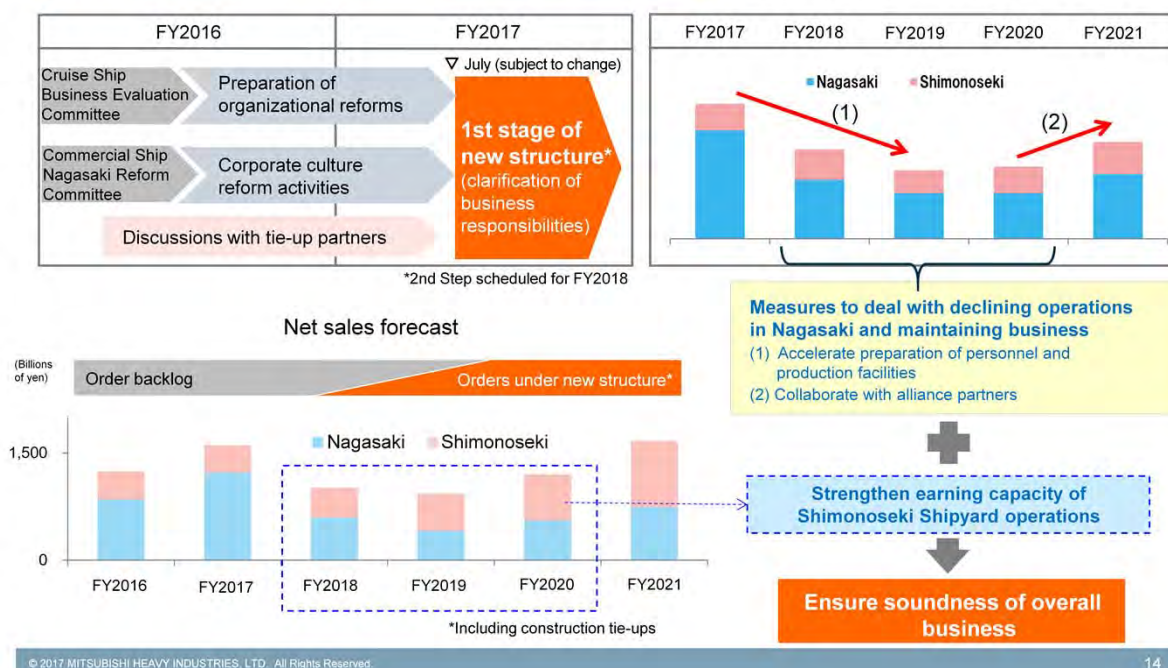 FY2016
FY2017
▽ July (subject to change)
Cruise Ship
Business Evaluation
Committee
Preparation of
organizational reforms
Commercial Ship
Nagasaki Reform
Committee
Corporate culture
reform activities
Discussions with tie-up partners
1st stage of
new structure*
(clarification of
business
responsibilities)
*2nd Step scheduled for FY2018
FY2017 FY2018 FY2019 FY2020 FY2021
Nagasaki Shimonoseki
(1)
(2)
Measures to deal with declining operations
in Nagasaki and maintaining business
(1) Accelerate preparation of personnel and
production facilities
(2) Collaborate with alliance partners
Strengthen earning capacity of
Shimonoseki Shipyard operations
Ensure soundness of overall
business
Net sales forecast
(Billions
of yen)
Order backlog
Orders under new structure*
Nagasaki Shimonoseki
1,500
0
FY2016 FY2017 FY2018 FY2019 FY2020 FY2021
*Including construction tie-ups
© 2017 MITSUBISHI HEAVY INDUSTRIES, LTD. All Rights Reserved.
14